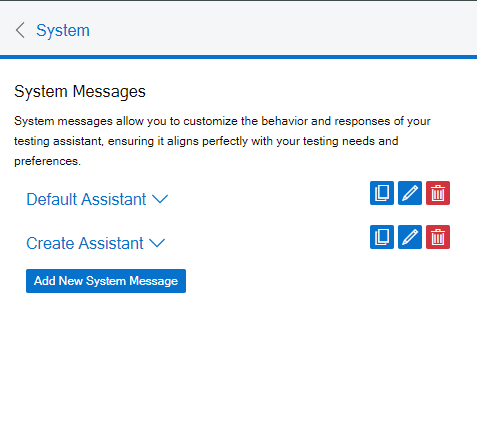 System
System Messages
System messages allow you to customize the behavior and responses of your
testing assistant, ensuring it aligns perfectly with your testing needs and
preferences.
Default Assistant
Create Assistant
Add New System Message